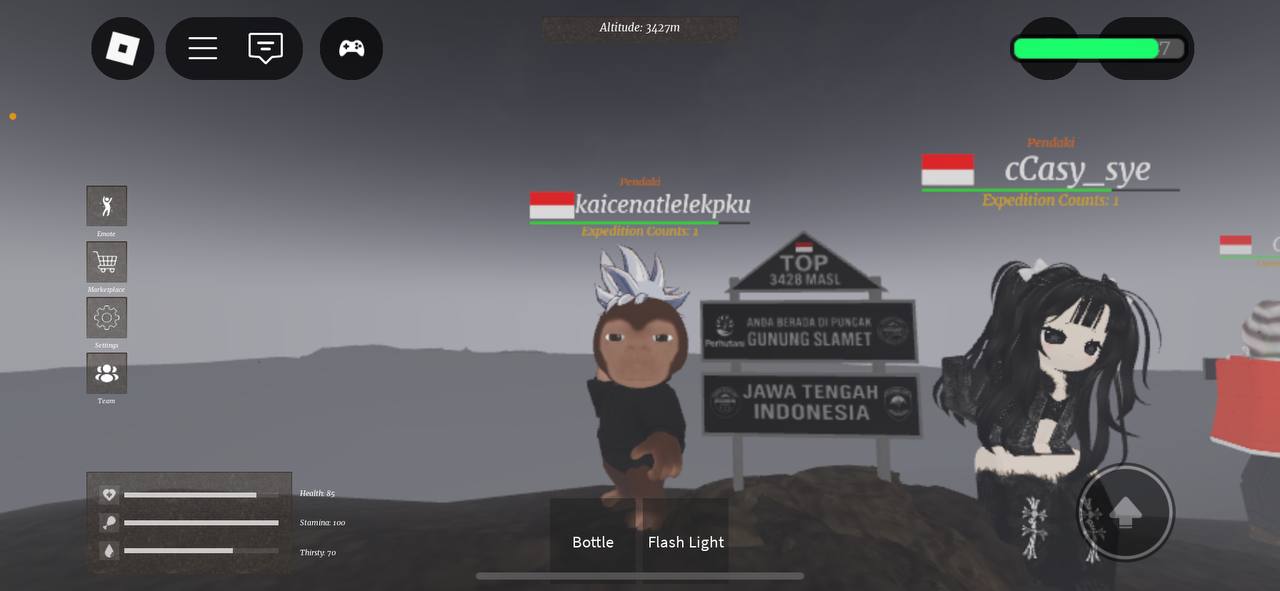 Altitude: 3427m
7
Pendaki
cCasy_sye
Expedition Counts: 1
Pendaki
kaicenatlelekpku
Expedition Counts: 1
TOP
3428 MASL
Perhutani
ANDA BERADA DI PUNCAK
GUNUNG SLAMET
JAWA TENGAH
INDONESIA
Emote
Marketplace
Settings
Team
Health: 85
Stamina: 100
Thirsty: 70
Bottle
Flash Light